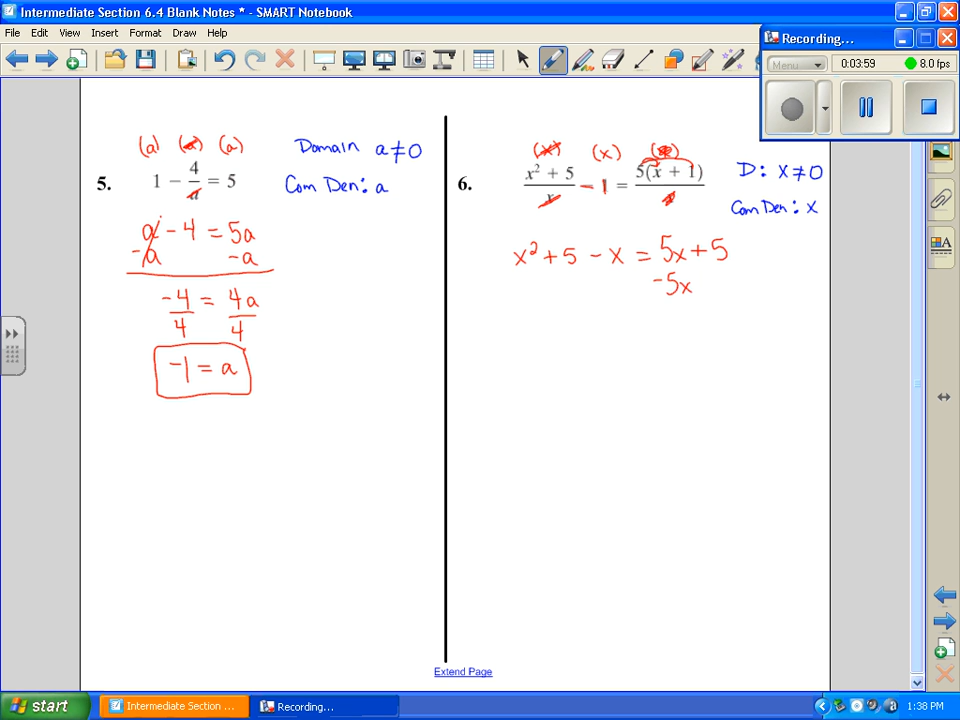 Intermediate Section 6.4 Blank Notes * - SMART Notebook
File Edit View Insert Format Draw Help
Recording...
Menu
0:03:59
8.0 fps
(a) (a) (a)
Domain a ≠ 0
5. 1 - 4/a = 5
Com Den: a
a - 4 = 5a
-a -a
-4 = 4a
4 4
-1 = a
(x) (x) (x)
6. x² + 5 / x - 1 = 5(x + 1) / x
D: x ≠ 0
Com Den: x
x² + 5 - x = 5x + 5
-5x
Extend Page
start
Intermediate Section ...
Recording...
1:38 PM